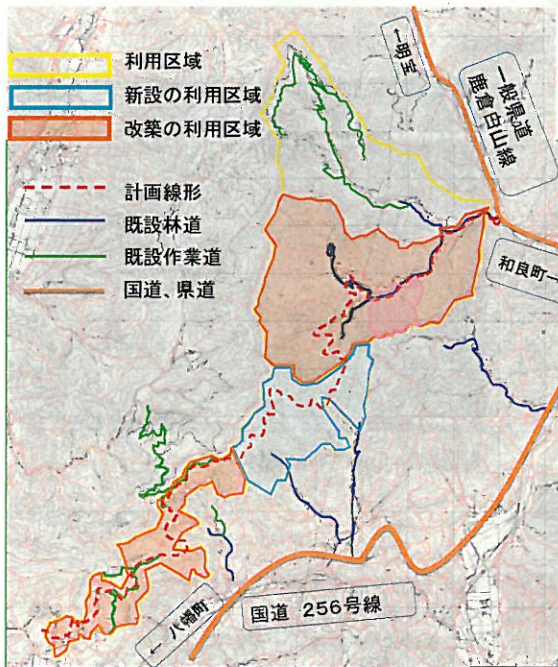 利用区域
新設の利用区域
改築の利用区域
計画線形
既設林道
既設作業道
国道、県道
←明宝
一般県道
鹿倉白山線
和良町→
国道 256号線
← 八幡町